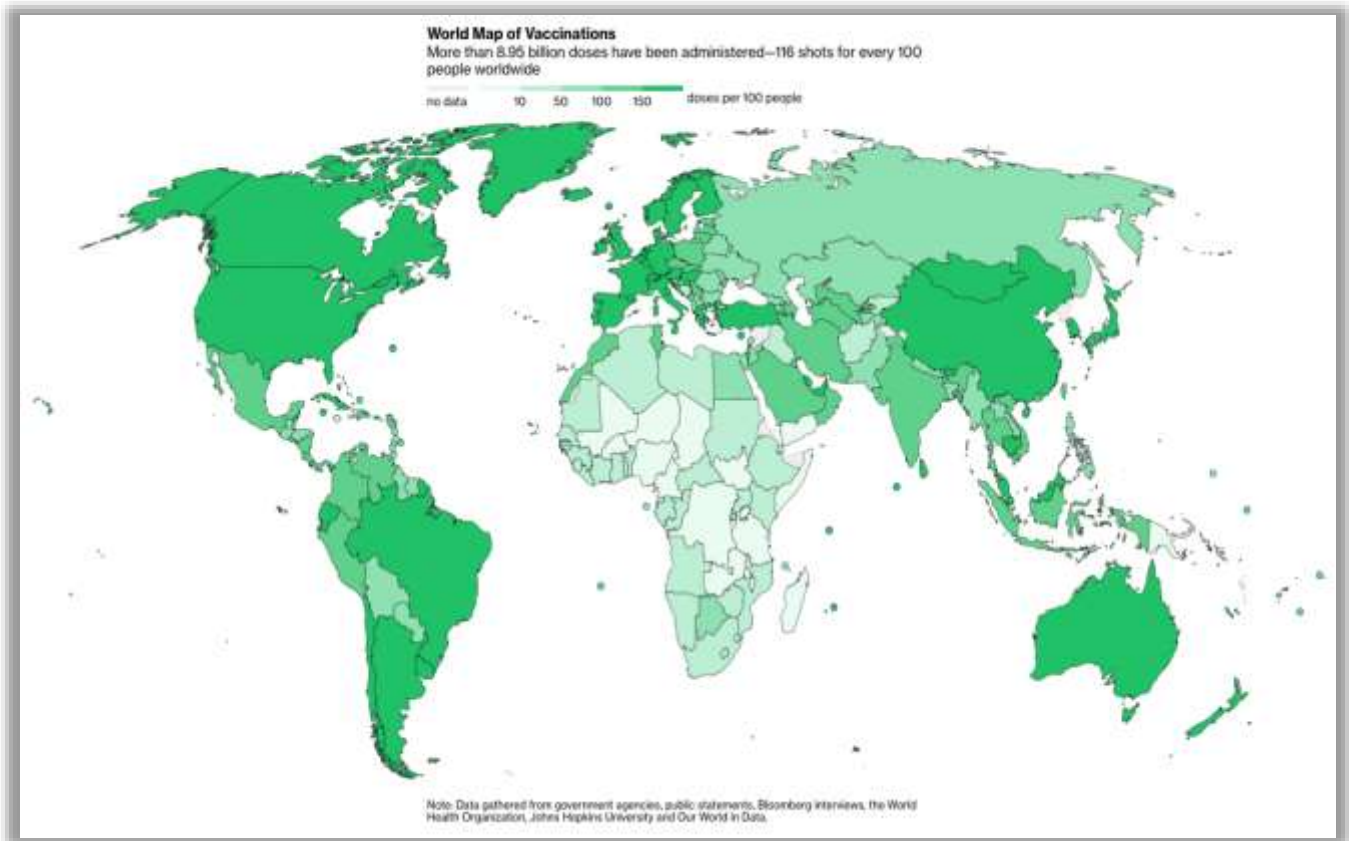 World Map of Vaccinations
More than 8.95 billion doses have been administered—116 shots for every 100
people worldwide
no data 10 50 100 150 doses per 100 people
Note: Data gathered from government agencies, public statements, Bloomberg interviews, the World
Health Organization, Johns Hopkins University and Our World in Data.